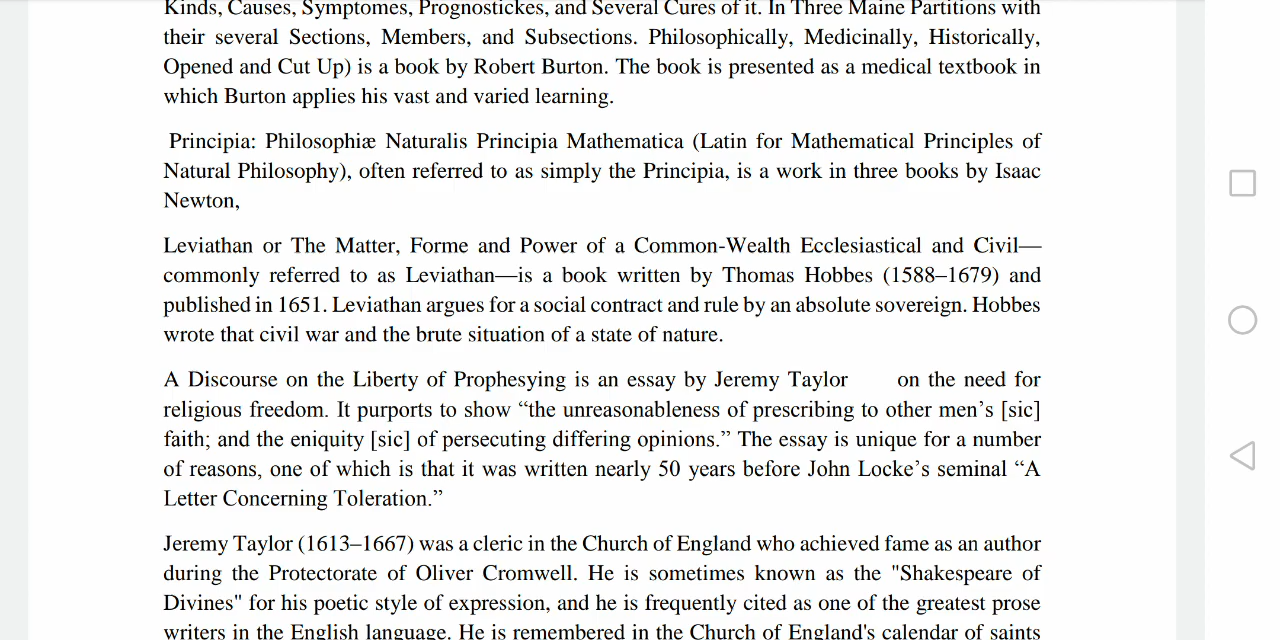 Kinds, Causes, Symptomes, Prognostickes, and Several Cures of it. In Three Maine Partitions with
their several Sections, Members, and Subsections. Philosophically, Medicinally, Historically,
Opened and Cut Up) is a book by Robert Burton. The book is presented as a medical textbook in
which Burton applies his vast and varied learning.
Principia: Philosophiæ Naturalis Principia Mathematica (Latin for Mathematical Principles of
Natural Philosophy), often referred to as simply the Principia, is a work in three books by Isaac
Newton,
Leviathan or The Matter, Forme and Power of a Common-Wealth Ecclesiastical and Civil—
commonly referred to as Leviathan—is a book written by Thomas Hobbes (1588–1679) and
published in 1651. Leviathan argues for a social contract and rule by an absolute sovereign. Hobbes
wrote that civil war and the brute situation of a state of nature.
A Discourse on the Liberty of Prophesying is an essay by Jeremy Taylor on the need for
religious freedom. It purports to show “the unreasonableness of prescribing to other men’s [sic]
faith; and the eniquity [sic] of persecuting differing opinions.” The essay is unique for a number
of reasons, one of which is that it was written nearly 50 years before John Locke’s seminal “A
Letter Concerning Toleration.”
Jeremy Taylor (1613–1667) was a cleric in the Church of England who achieved fame as an author
during the Protectorate of Oliver Cromwell. He is sometimes known as the "Shakespeare of
Divines" for his poetic style of expression, and he is frequently cited as one of the greatest prose
writers in the English language. He is remembered in the Church of England's calendar of saints